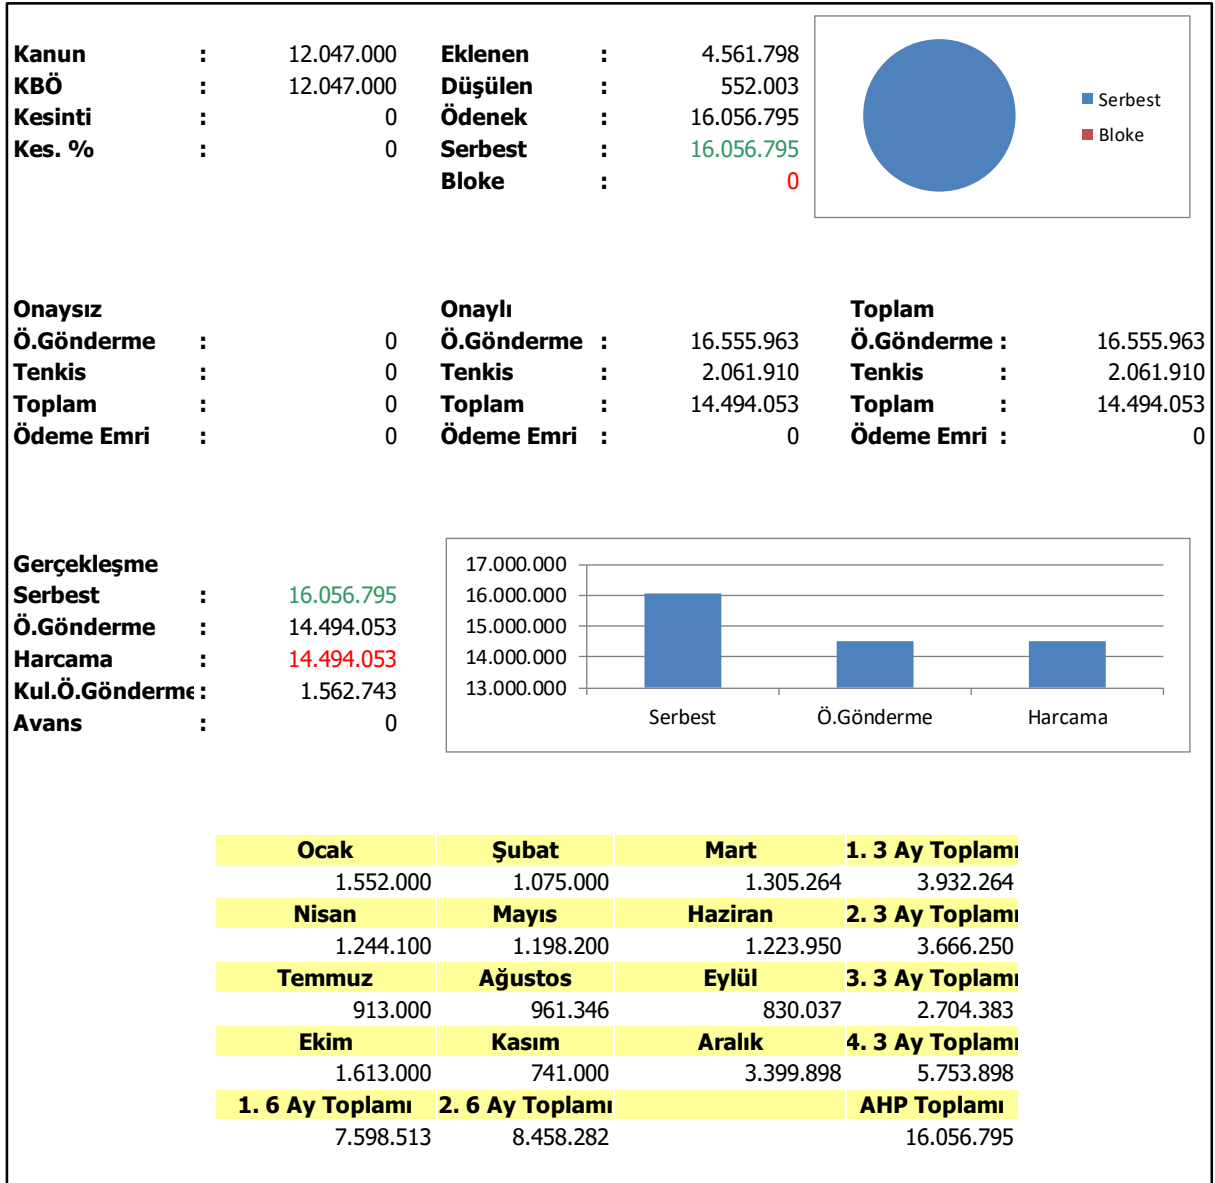 Kanun : 12.047.000 Eklenen : 4.561.798
KBÖ : 12.047.000 Düşülen : 552.003
Kesinti : 0 Ödenek : 16.056.795
Kes. % : 0 Serbest : 16.056.795
Bloke : 0
Serbest
Bloke
Onaysız Onaylı Toplam
Ö.Gönderme : 0 Ö.Gönderme : 16.555.963 Ö.Gönderme : 16.555.963
Tenkis : 0 Tenkis : 2.061.910 Tenkis : 2.061.910
Toplam : 0 Toplam : 14.494.053 Toplam : 14.494.053
Ödeme Emri : 0 Ödeme Emri : 0 Ödeme Emri : 0
Gerçekleşme
Serbest : 16.056.795
Ö.Gönderme : 14.494.053
Harcama : 14.494.053
Kul.Ö.Gönderme : 1.562.743
Avans : 0
17.000.000
16.000.000
15.000.000
14.000.000
13.000.000
Serbest Ö.Gönderme Harcama
Ocak Şubat Mart 1. 3 Ay Toplamı
1.552.000 1.075.000 1.305.264 3.932.264
Nisan Mayıs Haziran 2. 3 Ay Toplamı
1.244.100 1.198.200 1.223.950 3.666.250
Temmuz Ağustos Eylül 3. 3 Ay Toplamı
913.000 961.346 830.037 2.704.383
Ekim Kasım Aralık 4. 3 Ay Toplamı
1.613.000 741.000 3.399.898 5.753.898
1. 6 Ay Toplamı 2. 6 Ay Toplamı AHP Toplamı
7.598.513 8.458.282 16.056.795